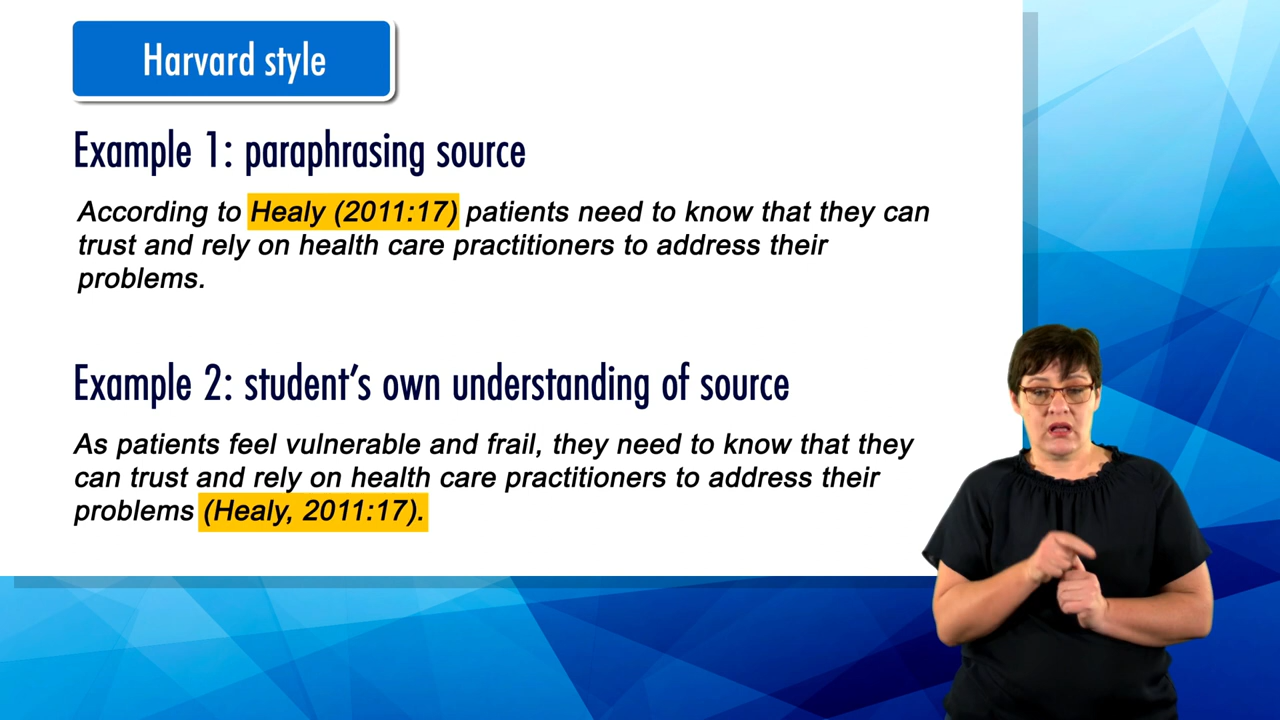 Harvard style
Example 1: paraphrasing source
According to Healy (2011:17) patients need to know that they can
trust and rely on health care practitioners to address their
problems.
Example 2: student’s own understanding of source
As patients feel vulnerable and frail, they need to know that they
can trust and rely on health care practitioners to address their
problems (Healy, 2011:17).